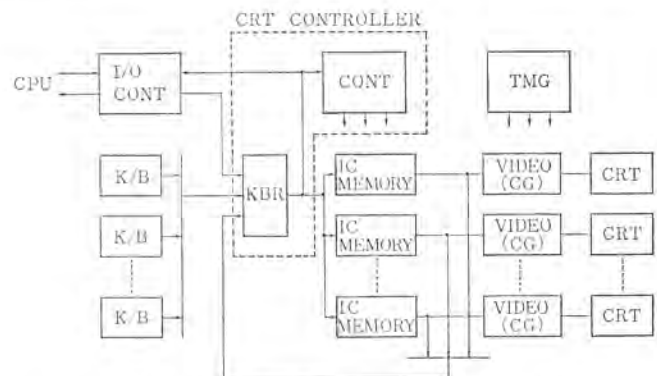 CRT CONTROLLER
CPU
I/O
CONT
CONT
TMG
K/B
KBR
IC
MEMORY
VIDEO
(CG)
CRT
K/B
IC
MEMORY
VIDEO
(CG)
CRT
K/B
IC
MEMORY
VIDEO
(CG)
CRT